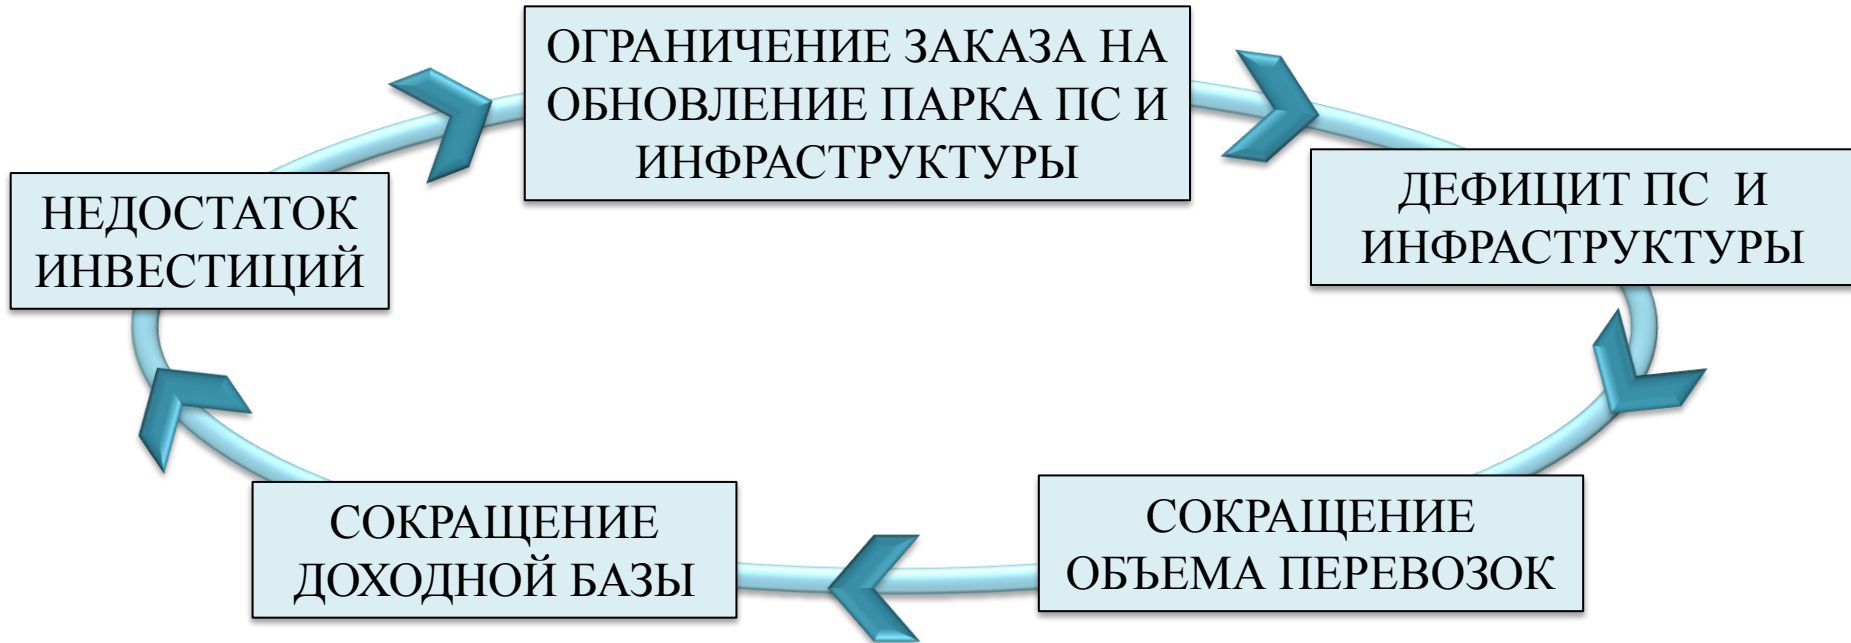 ОГРАНИЧЕНИЕ ЗАКАЗА НА
ОБНОВЛЕНИЕ ПАРКА ПС И
ИНФРАСТРУКТУРЫ
ДЕФИЦИТ ПС И
ИНФРАСТРУКТУРЫ
СОКРАЩЕНИЕ
ОБЪЕМА ПЕРЕВОЗОК
СОКРАЩЕНИЕ
ДОХОДНОЙ БАЗЫ
НЕДОСТАТОК
ИНВЕСТИЦИЙ